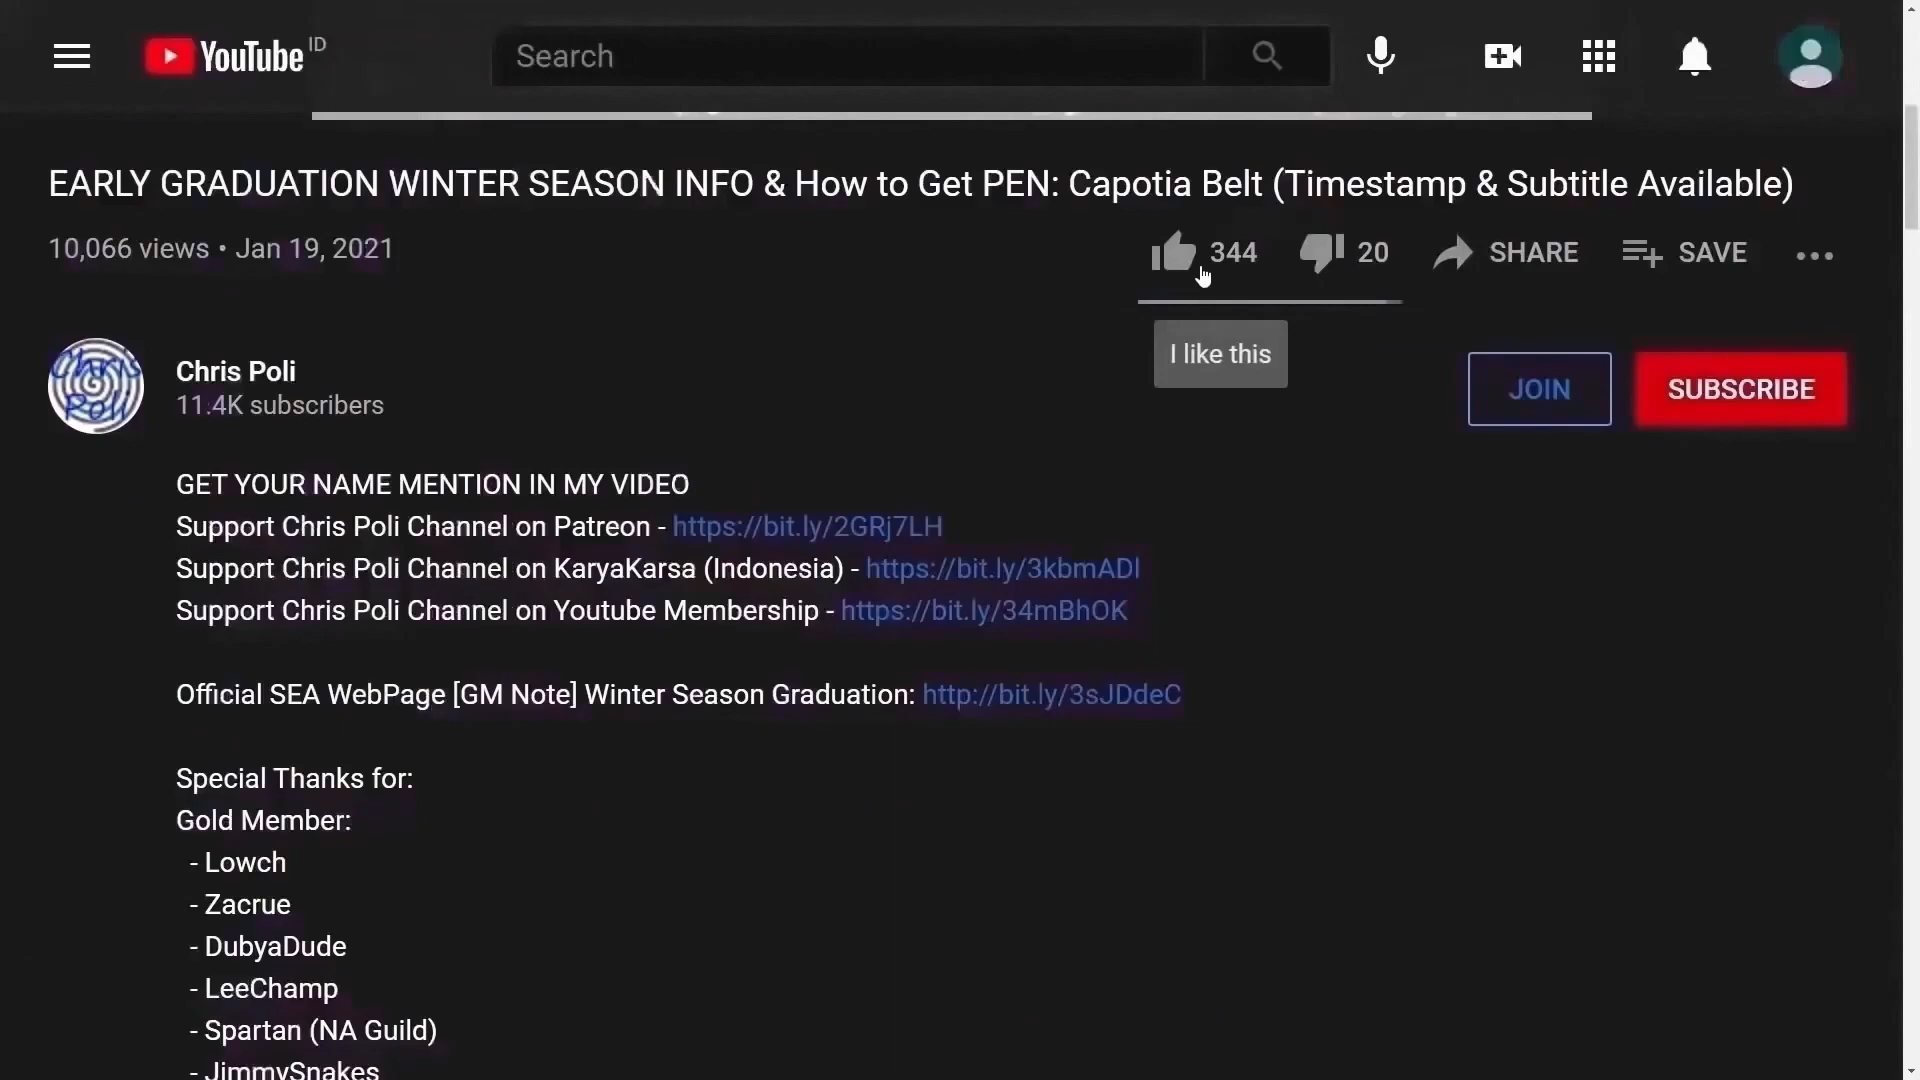 YouTube ID
Search
EARLY GRADUATION WINTER SEASON INFO & How to Get PEN: Capotia Belt (Timestamp & Subtitle Available)
10,066 views • Jan 19, 2021
344 20 SHARE SAVE
I like this
Chris Poli
Chris Poli
11.4K subscribers
JOIN SUBSCRIBE
GET YOUR NAME MENTION IN MY VIDEO
Support Chris Poli Channel on Patreon - https://bit.ly/2GRj7LH
Support Chris Poli Channel on KaryaKarsa (Indonesia) - https://bit.ly/3kbmADl
Support Chris Poli Channel on Youtube Membership - https://bit.ly/34mBhOK
Official SEA WebPage [GM Note] Winter Season Graduation: http://bit.ly/3sJDdeC
Special Thanks for:
Gold Member:
- Lowch
- Zacrue
- DubyaDude
- LeeChamp
- Spartan (NA Guild)
- JimmySnakes